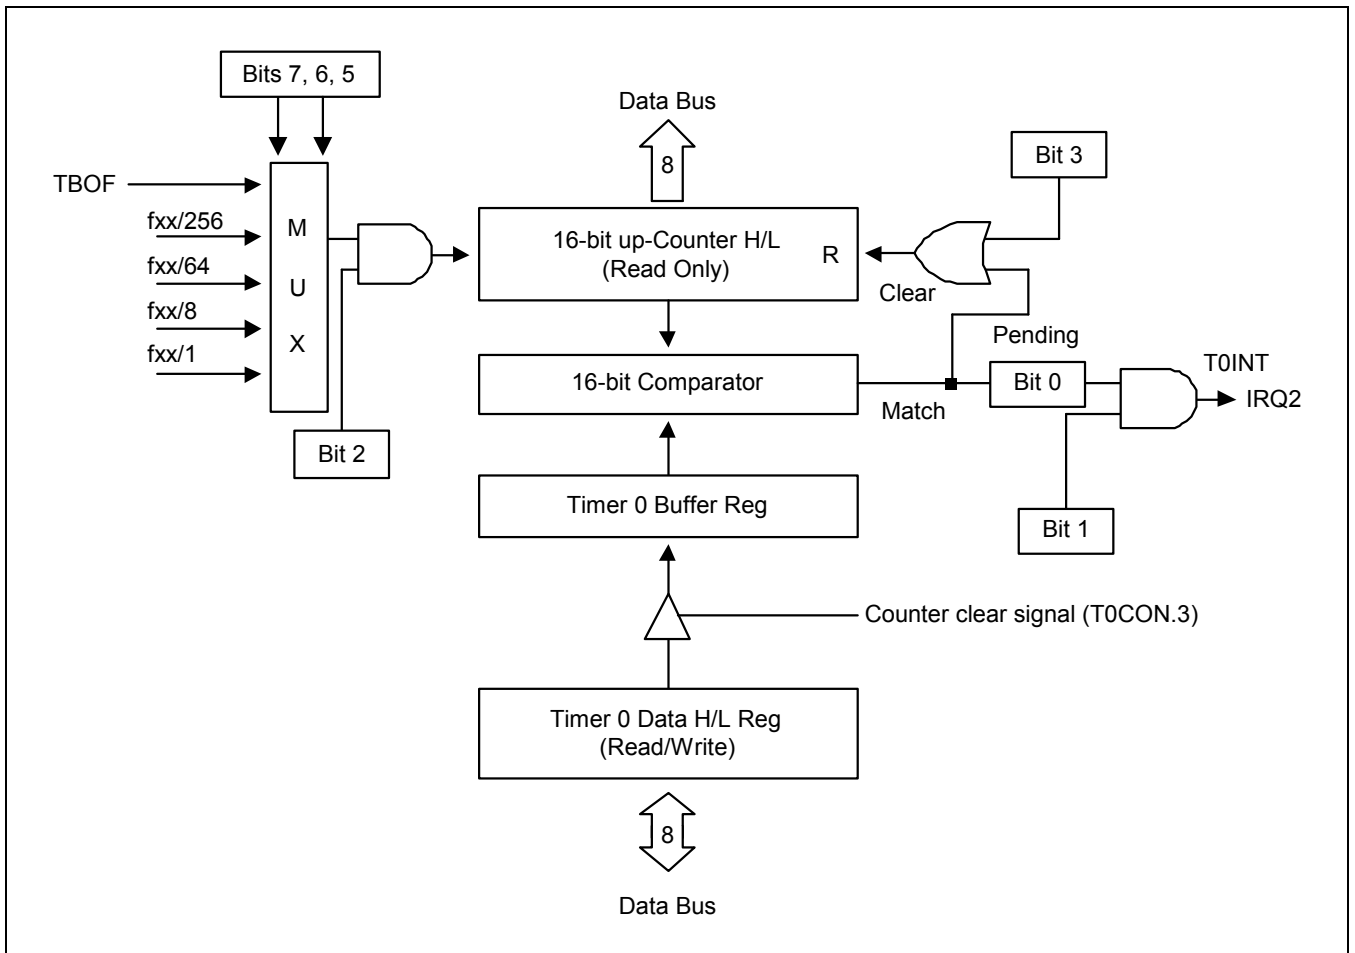 Bits 7, 6, 5
Data Bus
8
Bit 3
TBOF
fxx/256
fxx/64
fxx/8
fxx/1
M
U
X
16-bit up-Counter H/L
(Read Only)
R
Clear
Pending
16-bit Comparator
Match
Bit 0
T0INT
IRQ2
Bit 2
Timer 0 Buffer Reg
Bit 1
Counter clear signal (T0CON.3)
Timer 0 Data H/L Reg
(Read/Write)
8
Data Bus